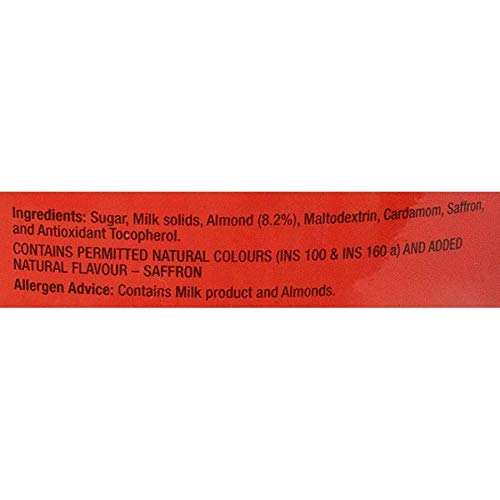 Ingredients: Sugar, Milk solids, Almond (8.2%), Maltodextrin, Cardamom, Saffron,
and Antioxidant Tocopherol.
CONTAINS PERMITTED NATURAL COLOURS (INS 100 & INS 160 a) AND ADDED
NATURAL FLAVOUR – SAFFRON
Allergen Advice: Contains Milk product and Almonds.